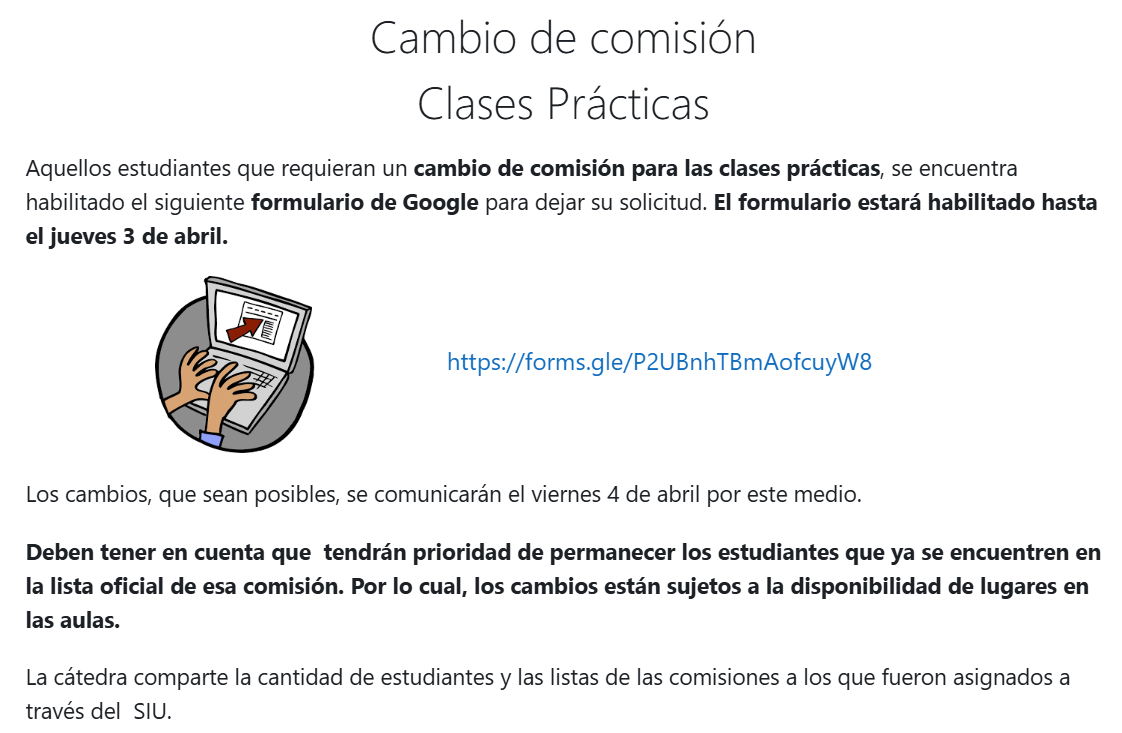 Cambio de comisión
Clases Prácticas
Aquellos estudiantes que requieran un cambio de comisión para las clases prácticas, se encuentra
habilitado el siguiente formulario de Google para dejar su solicitud. El formulario estará habilitado hasta
el jueves 3 de abril.
https://forms.gle/P2UBnhTBmAofcuyW8
Los cambios, que sean posibles, se comunicarán el viernes 4 de abril por este medio.
Deben tener en cuenta que  tendrán prioridad de permanecer los estudiantes que ya se encuentren en
la lista oficial de esa comisión. Por lo cual, los cambios están sujetos a la disponibilidad de lugares en
las aulas.
La cátedra comparte la cantidad de estudiantes y las listas de las comisiones a los que fueron asignados a
través del  SIU.